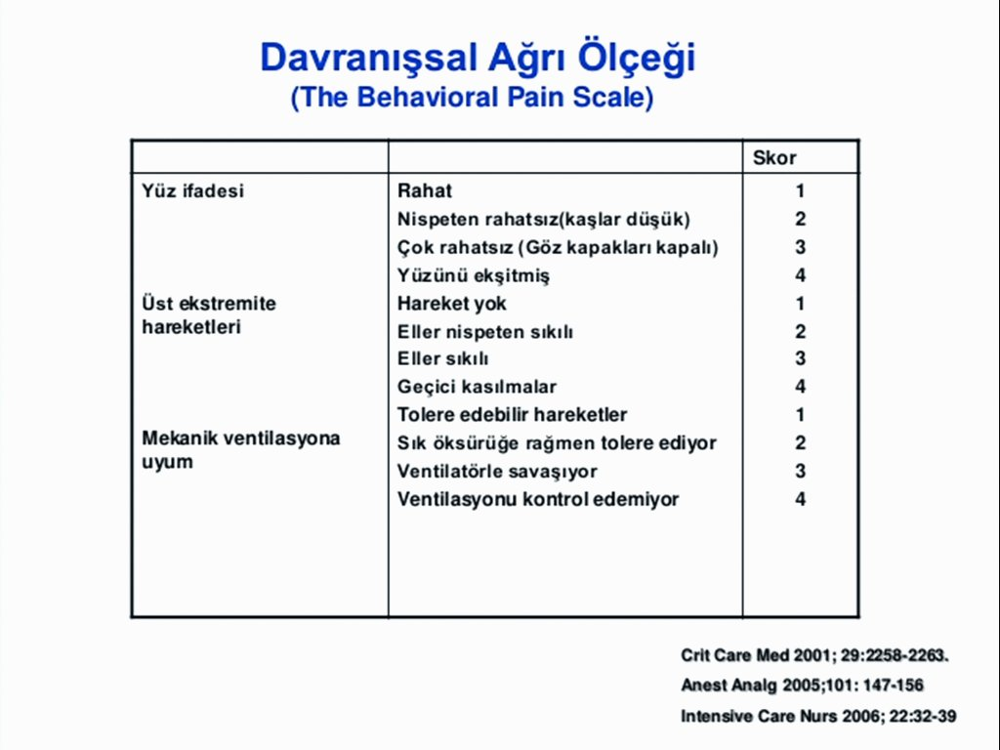 Davranışsal Ağrı Ölçeği
(The Behavioral Pain Scale)
Skor
Yüz ifadesi Rahat 1
Nispeten rahatsız(kaşlar düşük) 2
Çok rahatsız (Göz kapakları kapalı) 3
Yüzünü ekşitmiş 4
Üst ekstremite hareketleri Hareket yok 1
Eller nispeten sıkılı 2
Eller sıkılı 3
Geçici kasılmalar 4
Tolere edebilir hareketler 1
Mekanik ventilasyona uyum Sık öksürüğe rağmen tolere ediyor 2
Ventilatörle savaşıyor 3
Ventilasyonu kontrol edemiyor 4
Crit Care Med 2001; 29:2258-2263.
Anest Analg 2005;101: 147-156
Intensive Care Nurs 2006; 22:32-39